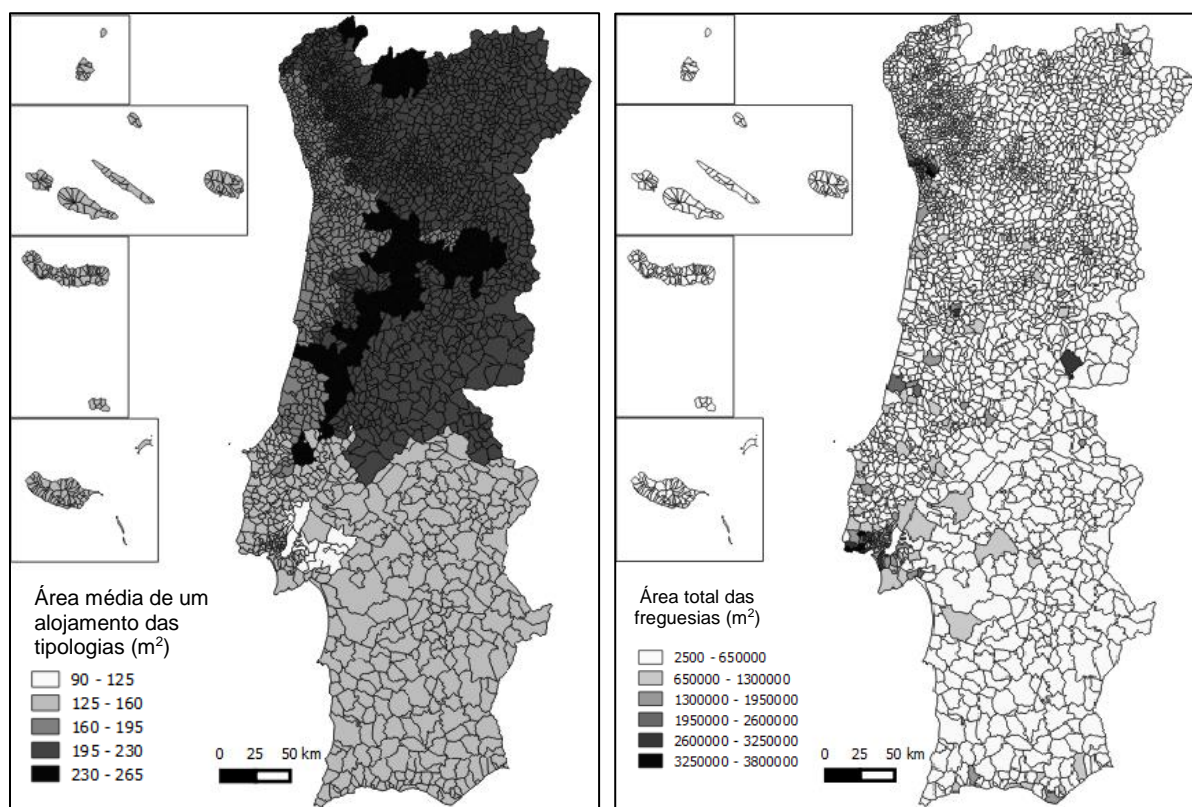 Área média de um
alojamento das
tipologias (m²)
90 - 125
125 - 160
160 - 195
195 - 230
230 - 265
0 25 50 km
Área total das
freguesias (m²)
2500 - 650000
650000 - 1300000
1300000 - 1950000
1950000 - 2600000
2600000 - 3250000
3250000 - 3800000
0 25 50 km